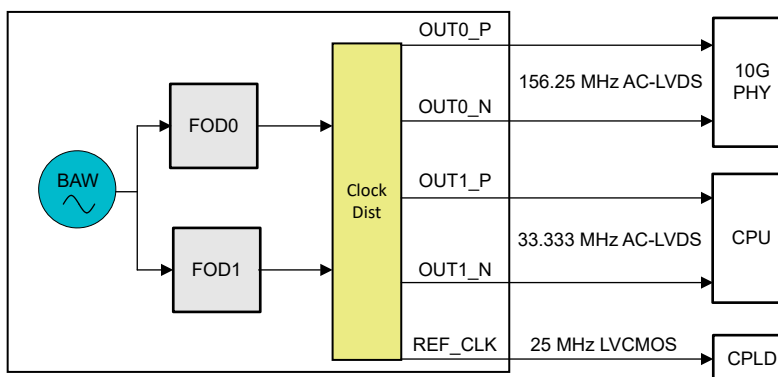 OUT0_P
10G
PHY
156.25 MHz AC-LVDS
FOD0
OUT0_N
BAW
Clock
Dist
OUT1_P
CPU
33.333 MHz AC-LVDS
FOD1
OUT1_N
REF_CLK
25 MHz LVCMOS
CPLD